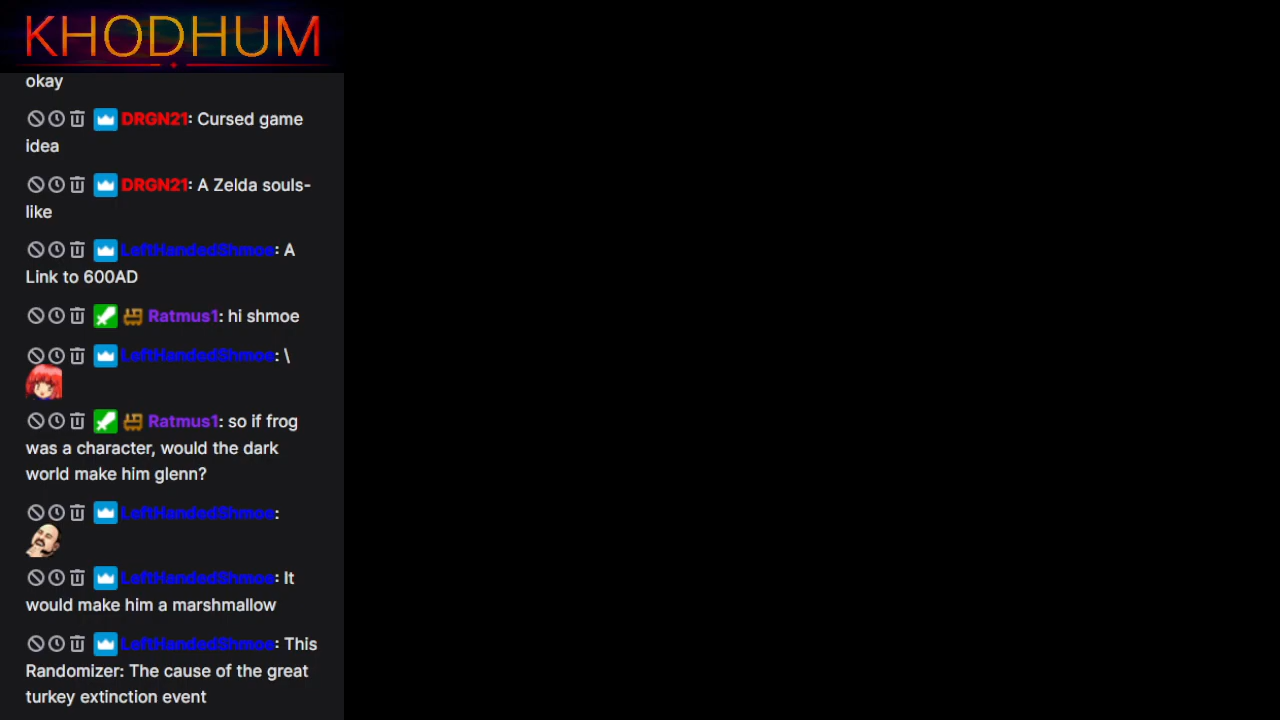 KHODHUM
okay
DRGN21: Cursed game
idea
DRGN21: A Zelda souls-
like
LeftHandedShmoe: A
Link to 600AD
Ratmus1: hi shmoe
LeftHandedShmoe: \
Ratmus1: so if frog
was a character, would the dark
world make him glenn?
LeftHandedShmoe:
LeftHandedShmoe: It
would make him a marshmallow
LeftHandedShmoe: This
Randomizer: The cause of the great
turkey extinction event